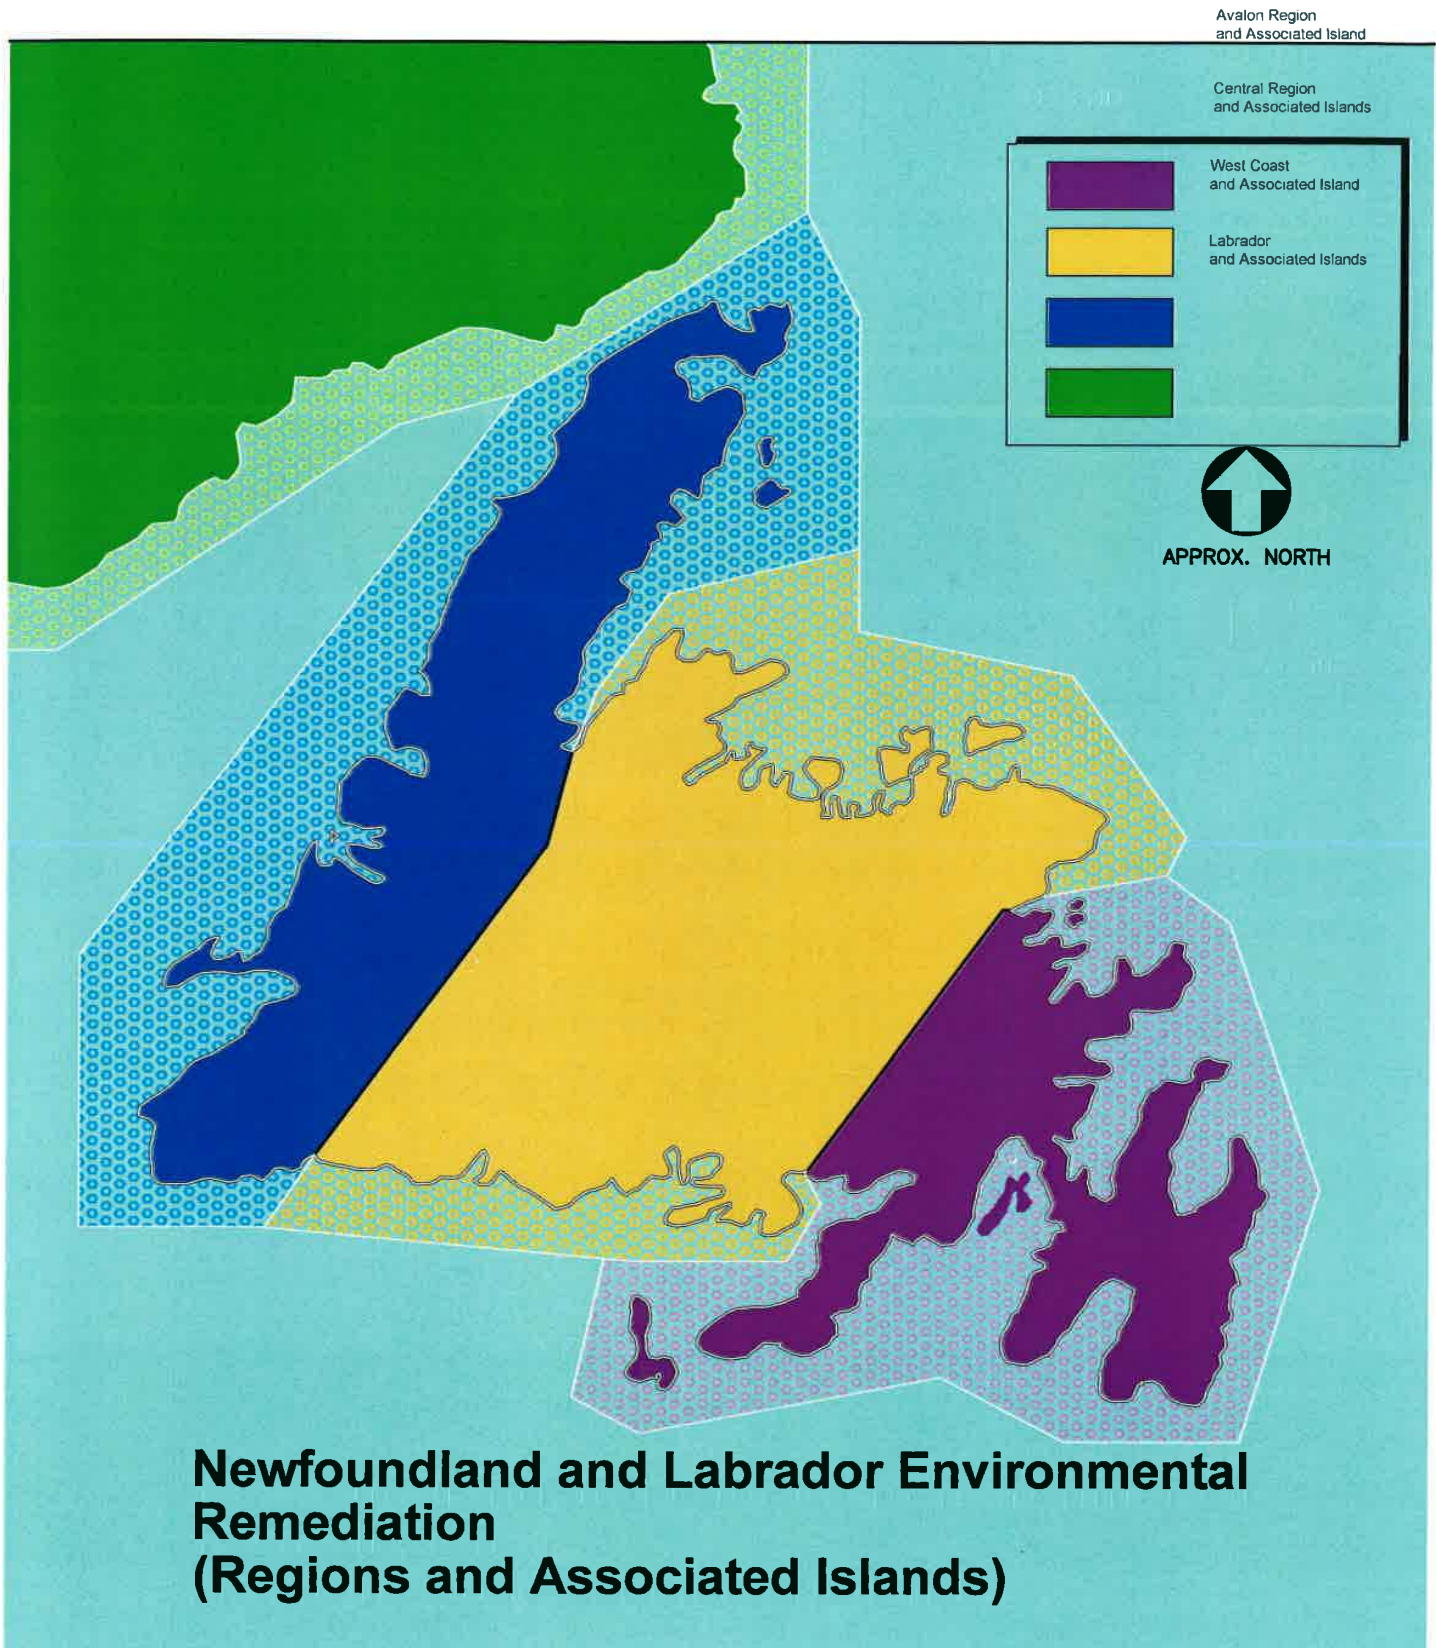 Avalon Region
and Associated Island
Central Region
and Associated Islands
West Coast
and Associated Island
Labrador
and Associated Islands
APPROX. NORTH
Newfoundland and Labrador Environmental
Remediation
(Regions and Associated Islands)